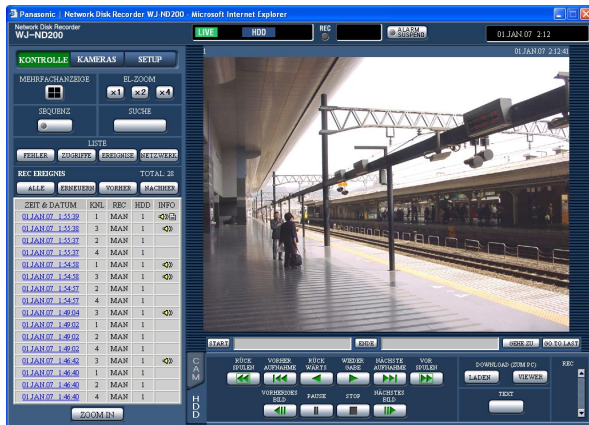 Panasonic | Network Disk Recorder WJ-ND200 - Microsoft Internet Explorer
Network Disk Recorder
WJ-ND200
LIVE HDD REC ALARM SUSPEND 01.JAN.07 2:12
KONTROLLE KAMERAS SETUP
1 01.JAN.07 2:12:41
MEHRFACHANZEIGE EL-ZOOM
×1 ×2 ×4
SEQUENZ SUCHE
LISTE
FEHLER ZUGRIFFE EREIGNISE NETZWERK
REC EREIGNIS TOTAL: 28
ALLE ERNEUERN VORHER NACHHER
ZEIT & DATUM KNL REC HDD INFO
01.JAN.07 1:55:39 1 MAN 1
01.JAN.07 1:55:38 3 MAN 1
01.JAN.07 1:55:37 2 MAN 1
01.JAN.07 1:55:37 4 MAN 1
01.JAN.07 1:54:58 1 MAN 1
01.JAN.07 1:54:58 3 MAN 1
01.JAN.07 1:54:57 2 MAN 1
01.JAN.07 1:54:57 4 MAN 1
01.JAN.07 1:49:04 3 MAN 1
01.JAN.07 1:49:02 1 MAN 1
01.JAN.07 1:49:02 2 MAN 1
01.JAN.07 1:49:02 4 MAN 1
01.JAN.07 1:46:42 3 MAN 1
01.JAN.07 1:46:40 1 MAN 1
01.JAN.07 1:46:40 2 MAN 1
01.JAN.07 1:46:40 4 MAN 1
ZOOM IN
START ENDE GEHE ZU GO TO LAST
CAM
HDD
RÜCK SPULEN
VORHER AUFNAHME
RÜCK WÄRTS
WIEDER GABE
NÄCHSTE AUFNAHME
VOR SPULEN
VORHERIGES BILD
PAUSE
STOP
NÄCHSTES BILD
DOWNLOAD (ZUM PC)
LADEN VIEWER
TEXT
REC